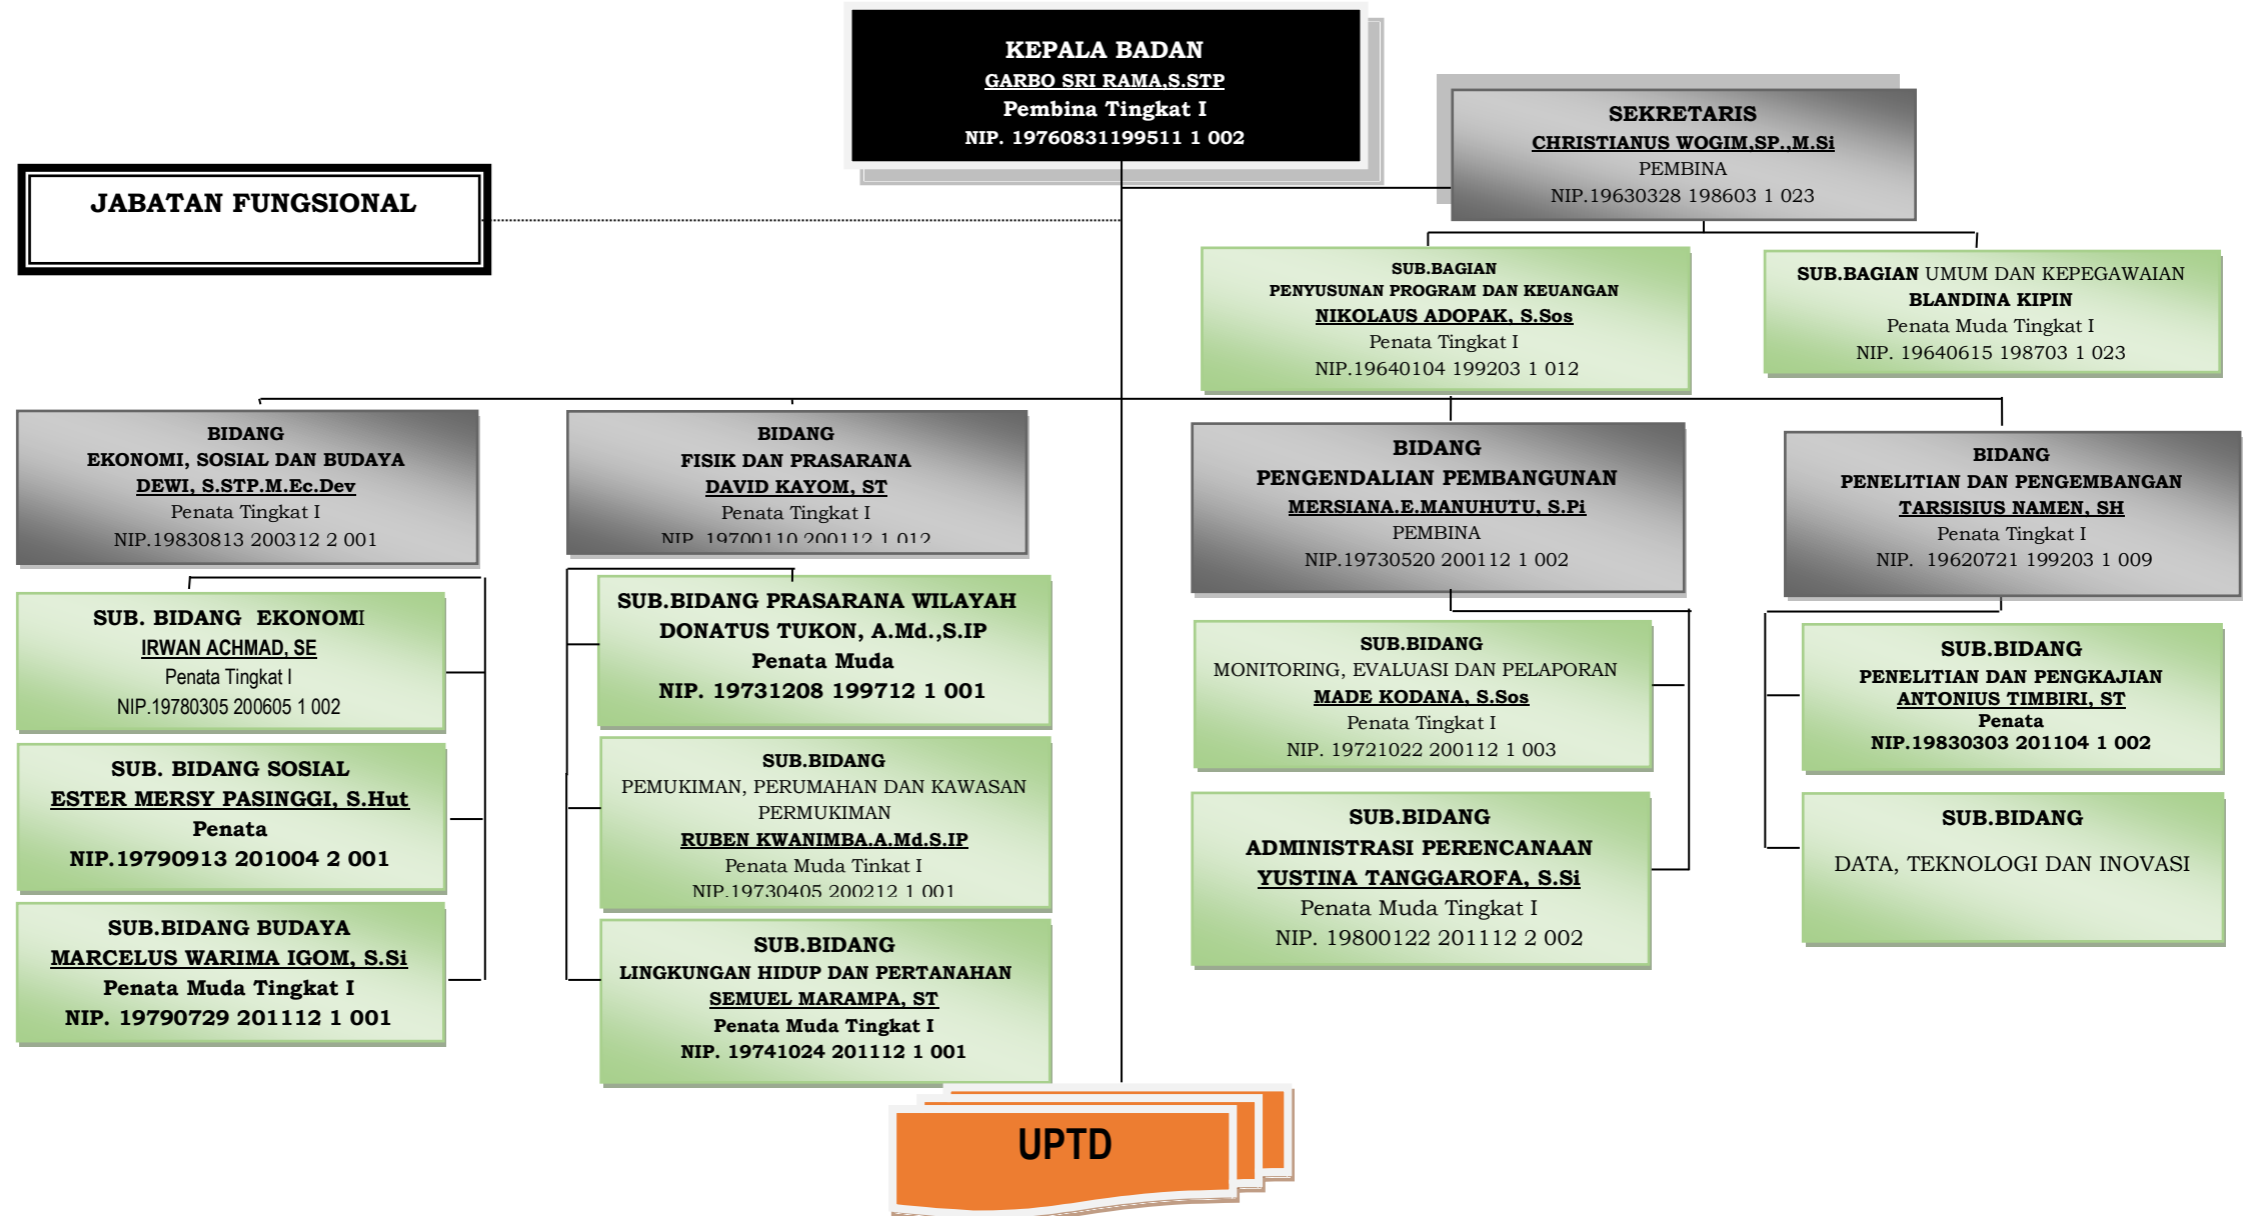 KEPALA BADAN
GARBO SRI RAMA,S.STP
Pembina Tingkat I
NIP. 19760831199511 1 002
SEKRETARIS
CHRISTIANUS WOGIM,SP.,M.Si
PEMBINA
NIP.19630328 198603 1 023
JABATAN FUNGSIONAL
SUB.BAGIAN
PENYUSUNAN PROGRAM DAN KEUANGAN
NIKOLAUS ADOPAK, S.Sos
Penata Tingkat I
NIP.19640104 199203 1 012
SUB.BAGIAN UMUM DAN KEPEGAWAIAN
BLANDINA KIPIN
Penata Muda Tingkat I
NIP. 19640615 198703 1 023
BIDANG
EKONOMI, SOSIAL DAN BUDAYA
DEWI, S.STP.M.Ec.Dev
Penata Tingkat I
NIP.19830813 200312 2 001
BIDANG
FISIK DAN PRASARANA
DAVID KAYOM, ST
Penata Tingkat I
NIP. 19700110 200112 1 012
BIDANG
PENGENDALIAN PEMBANGUNAN
MERSIANA.E.MANUHUTU, S.Pi
PEMBINA
NIP.19730520 200112 1 002
BIDANG
PENELITIAN DAN PENGEMBANGAN
TARSISIUS NAMEN, SH
Penata Tingkat I
NIP. 19620721 199203 1 009
SUB. BIDANG EKONOMI
IRWAN ACHMAD, SE
Penata Tingkat I
NIP.19780305 200605 1 002
SUB. BIDANG SOSIAL
ESTER MERSY PASINGGI, S.Hut
Penata
NIP.19790913 201004 2 001
SUB.BIDANG BUDAYA
MARCELUS WARIMA IGOM, S.Si
Penata Muda Tingkat I
NIP. 19790729 201112 1 001
SUB.BIDANG PRASARANA WILAYAH
DONATUS TUKON, A.Md.,S.IP
Penata Muda
NIP. 19731208 199712 1 001
SUB.BIDANG
PEMUKIMAN, PERUMAHAN DAN KAWASAN
PERMUKIMAN
RUBEN KWANIMBA.A.Md.S.IP
Penata Muda Tinkat I
NIP.19730405 200212 1 001
SUB.BIDANG
LINGKUNGAN HIDUP DAN PERTANAHAN
SEMUEL MARAMPA, ST
Penata Muda Tingkat I
NIP. 19741024 201112 1 001
SUB.BIDANG
MONITORING, EVALUASI DAN PELAPORAN
MADE KODANA, S.Sos
Penata Tingkat I
NIP. 19721022 200112 1 003
SUB.BIDANG
ADMINISTRASI PERENCANAAN
YUSTINA TANGGAROFA, S.Si
Penata Muda Tingkat I
NIP. 19800122 201112 2 002
SUB.BIDANG
PENELITIAN DAN PENGKAJIAN
ANTONIUS TIMBIRI, ST
Penata
NIP.19830303 201104 1 002
SUB.BIDANG
DATA, TEKNOLOGI DAN INOVASI
UPTD